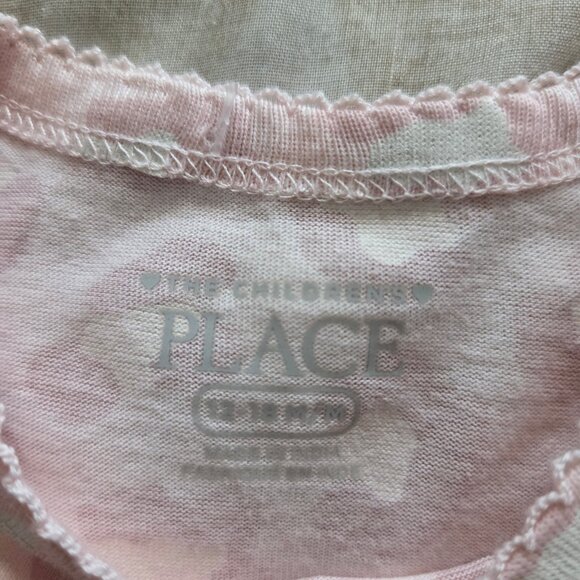 ♥ THE CHILDREN'S ♥
PLACE
12-18 M/M
MADE IN INDIA